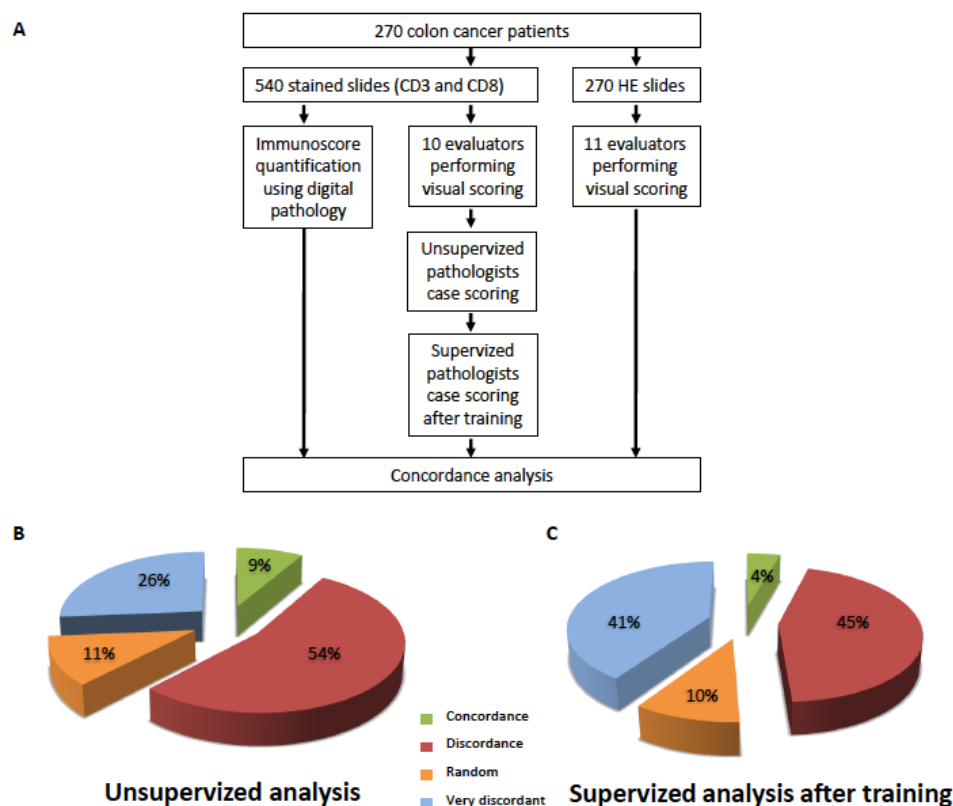 A
270 colon cancer patients
540 stained slides (CD3 and CD8)
270 HE slides
Immunoscore
quantification
using digital
pathology
10 evaluators
performing
visual scoring
11 evaluators
performing
visual scoring
Unsupervized
pathologists
case scoring
Supervized
pathologists
case scoring
after training
Concordance analysis
B
9%
54%
11%
26%
Unsupervized analysis
Concordance
Discordance
Random
Very discordant
C
4%
45%
10%
41%
Supervized analysis after training